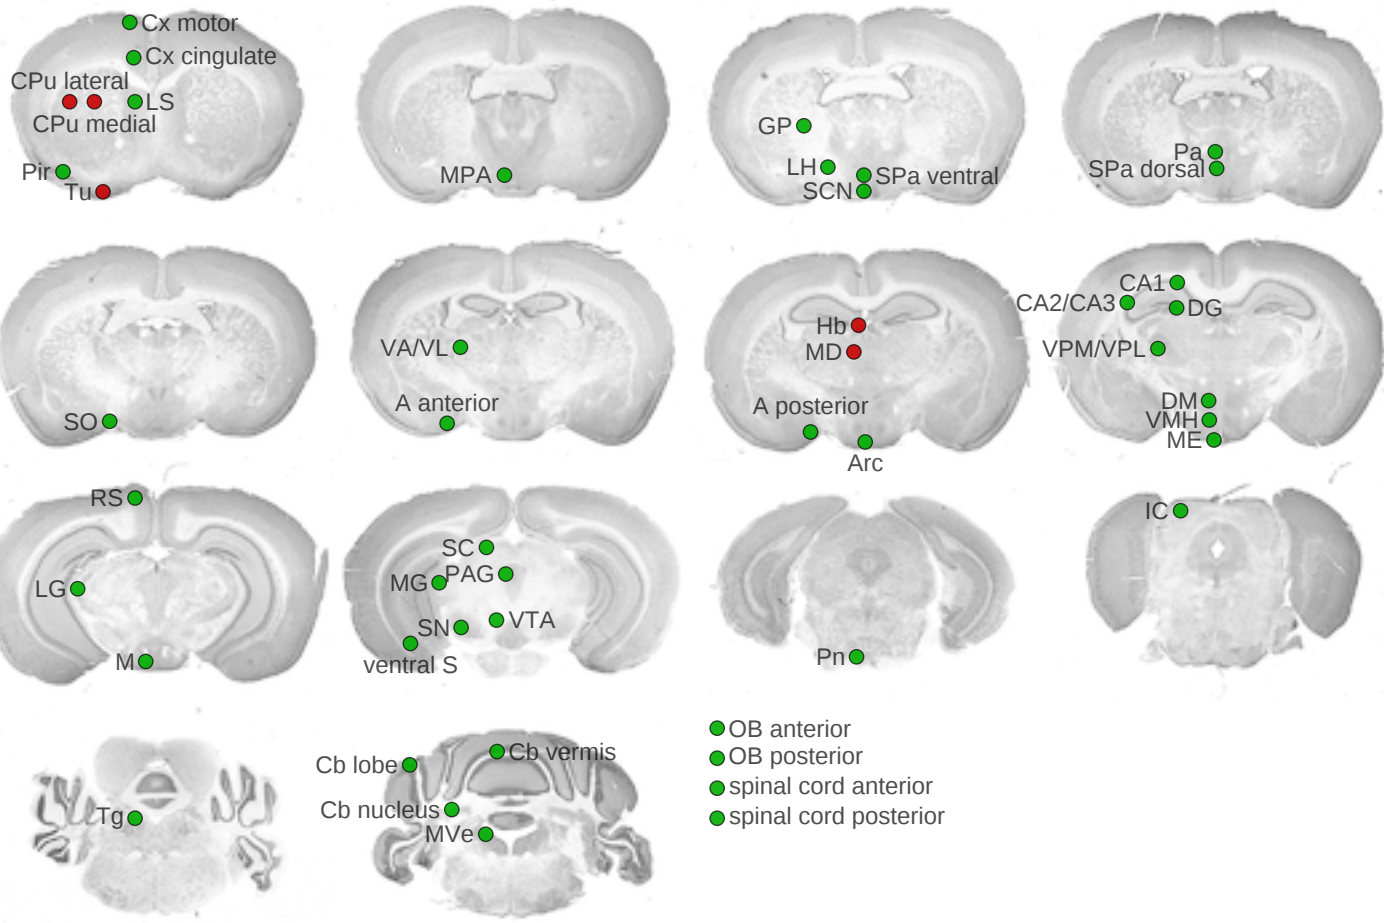 Cx motor
Cx cingulate
CPu lateral
LS
CPu medial
Pir
Tu
MPA
GP
LH
SPa ventral
SCN
Pa
SPa dorsal
SO
VA/VL
A anterior
Hb
MD
A posterior
Arc
CA1
CA2/CA3
DG
VPM/VPL
DM
VMH
ME
RS
LG
M
SC
MG
PAG
SN
VTA
ventral S
Pn
IC
Tg
Cb lobe
Cb vermis
Cb nucleus
MVe
OB anterior
OB posterior
spinal cord anterior
spinal cord posterior